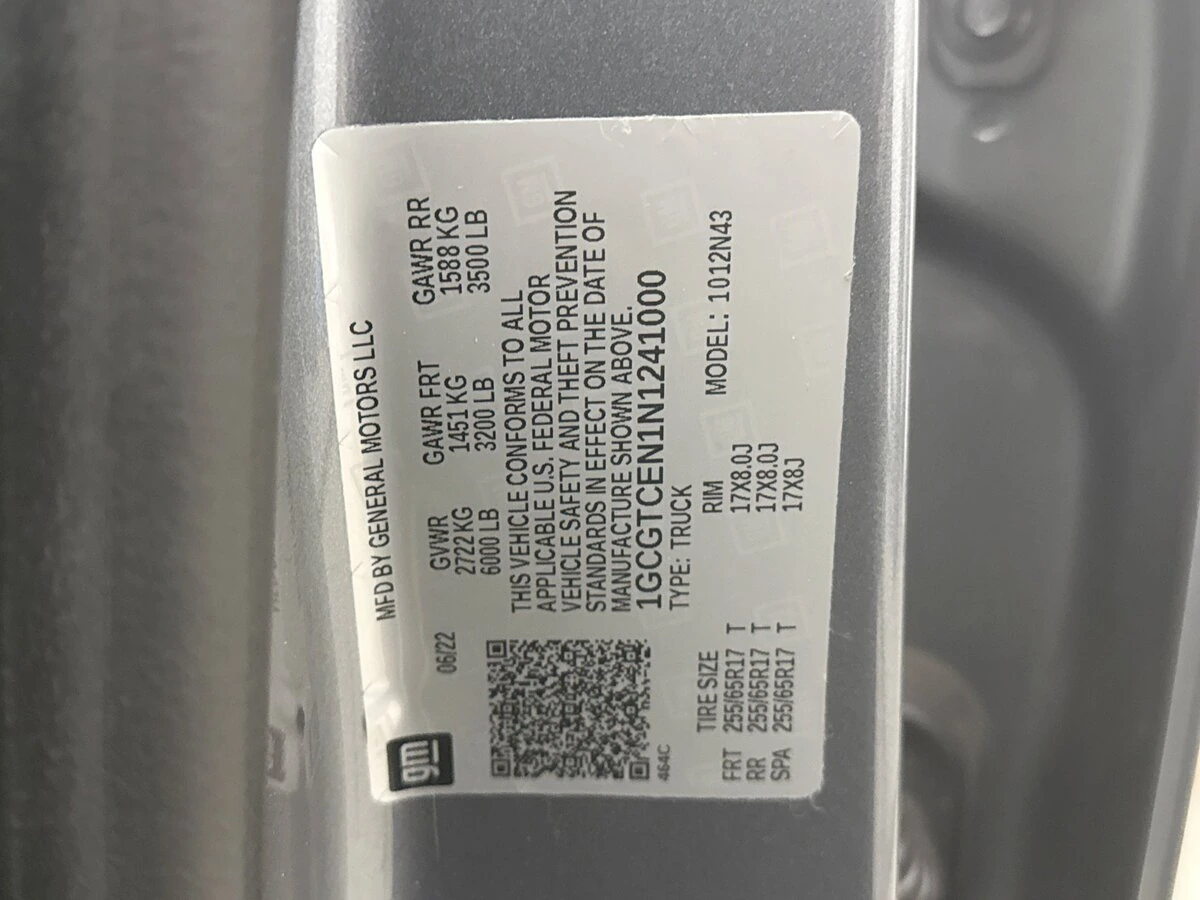 gm
MFD BY GENERAL MOTORS LLC
06/22
GVWR GAWR FRT GAWR RR
2722 KG 1451 KG 1588 KG
6000 LB 3200 LB 3500 LB
THIS VEHICLE CONFORMS TO ALL
APPLICABLE U.S. FEDERAL MOTOR
VEHICLE SAFETY AND THEFT PREVENTION
STANDARDS IN EFFECT ON THE DATE OF
MANUFACTURE SHOWN ABOVE.
1GCGTCEN1N1241000
464C
TYPE: TRUCK
TIRE SIZE RIM MODEL: 1012N43
FRT 255/65R17 T 17X8.0J
RR 255/65R17 T 17X8.0J
SPA 255/65R17 T 17X8J